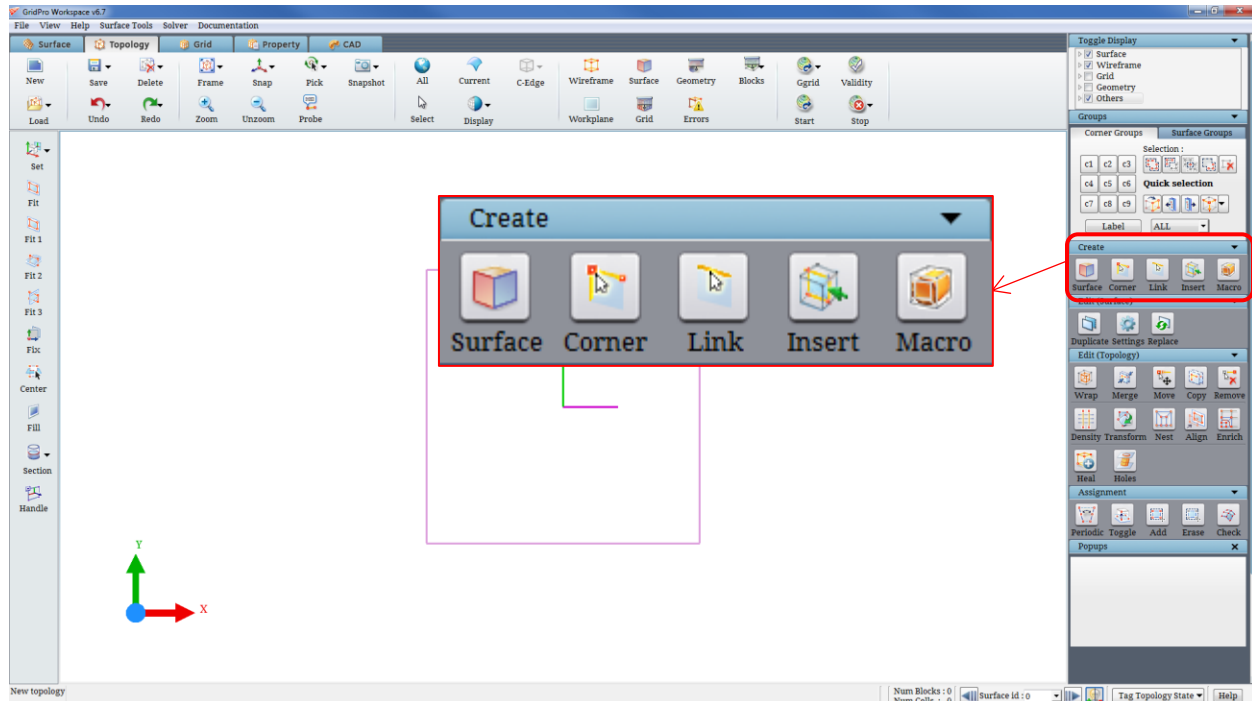 GridPro Workspace v6.7
File View Help Surface Tools Solver Documentation
Surface Topology Grid Property CAD
New Save Delete Frame Snap Pick Snapshot All Current C-Edge Wireframe Surface Geometry Blocks Ggrid Validity
Load Undo Redo Zoom Unzoom Probe Select Display Workplane Grid Errors Start Stop
Set
Fit
Fit 1
Fit 2
Fit 3
Fix
Center
Fill
Section
Handle
Create
Surface Corner Link Insert Macro
Y
X
Toggle Display
Surface
Wireframe
Grid
Geometry
Others
Groups
Corner Groups Surface Groups
Selection :
c1 c2 c3
c4 c5 c6 Quick selection
c7 c8 c9
Label ALL
Create
Surface Corner Link Insert Macro
Edit (Surface)
Duplicate Settings Replace
Edit (Topology)
Wrap Merge Move Copy Remove
Density Transform Nest Align Enrich
Heal Holes
Assignment
Periodic Toggle Add Erase Check
Popups
New topology
Num Blocks : 0
Num Cells : 0
Surface id : 0
Tag Topology State
Help